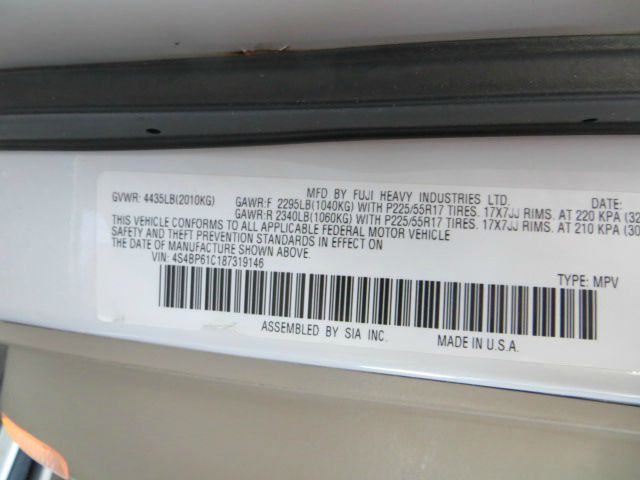 MFD. BY FUJI HEAVY INDUSTRIES LTD. DATE:
GVWR: 4435LB(2010KG) GAWR:F 2295LB(1040KG) WITH P225/55R17 TIRES. 17X7JJ RIMS. AT 220 KPA (32
GAWR:R 2340LB(1060KG) WITH P225/55R17 TIRES. 17X7JJ RIMS. AT 210 KPA (30
THIS VEHICLE CONFORMS TO ALL APPLICABLE FEDERAL MOTOR VEHICLE
SAFETY AND THEFT PREVENTION STANDARDS IN EFFECT
ON THE DATE OF MANUFACTURE SHOWN ABOVE.
VIN: 4S4BP61C187319146 TYPE: MPV
ASSEMBLED BY SIA INC. MADE IN U.S.A.